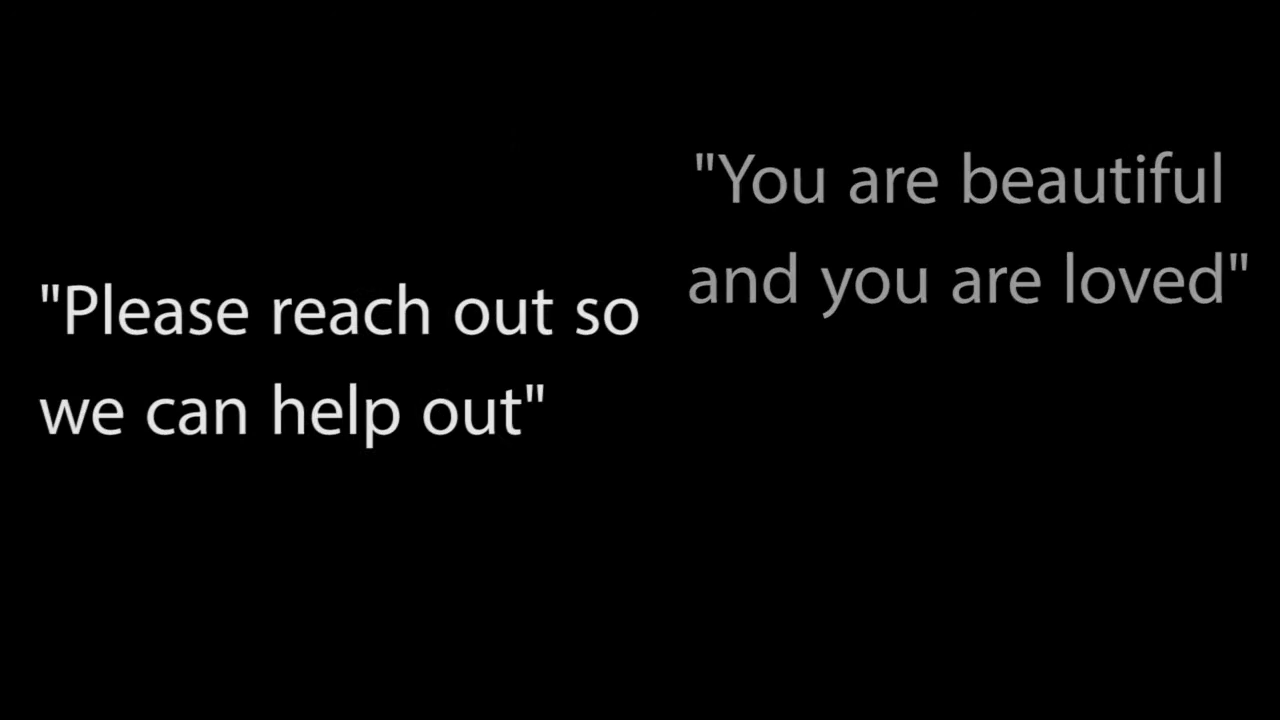 "You are beautiful
and you are loved"
"Please reach out so
we can help out"